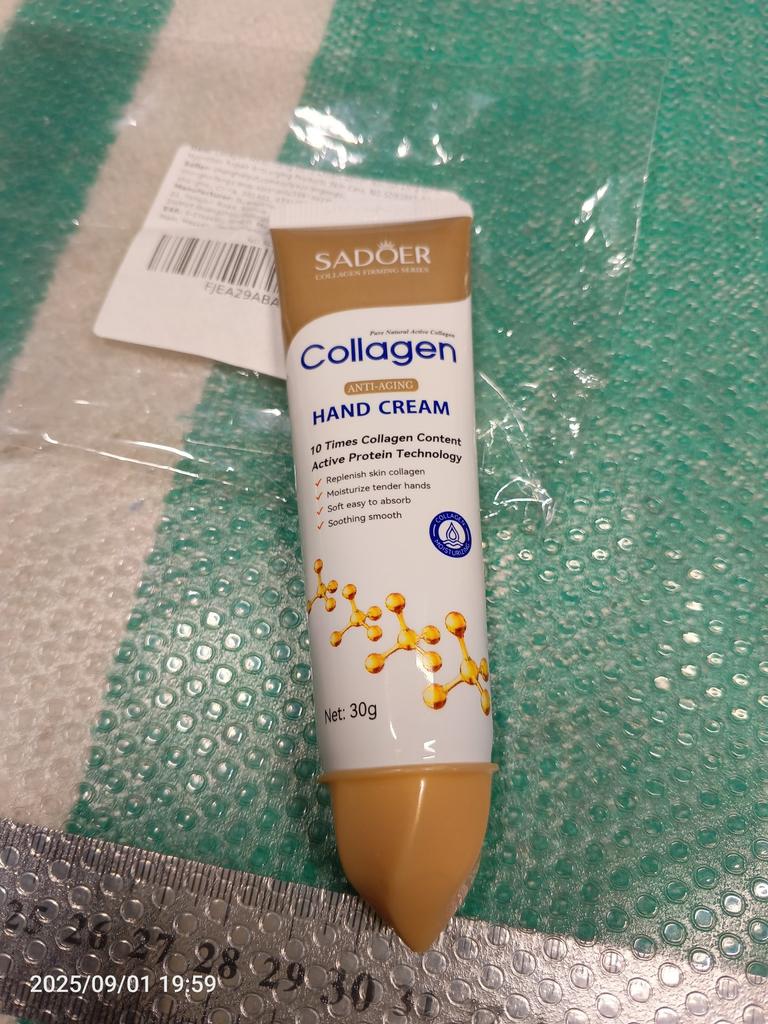 Manufacturer:
FJEA29ABA
SADOER
COLLAGEN FIRMING SERIES
Pure Natural Active Collagen
Collagen
ANTI-AGING
HAND CREAM
10 Times Collagen Content
Active Protein Technology
✓ Replenish skin collagen
✓ Moisturize tender hands
✓ Soft easy to absorb
✓ Soothing smooth
COLLAGEN
MOISTURIZING
Net: 30g
25 26 27 28 29 30 31
2025/09/01 19:59